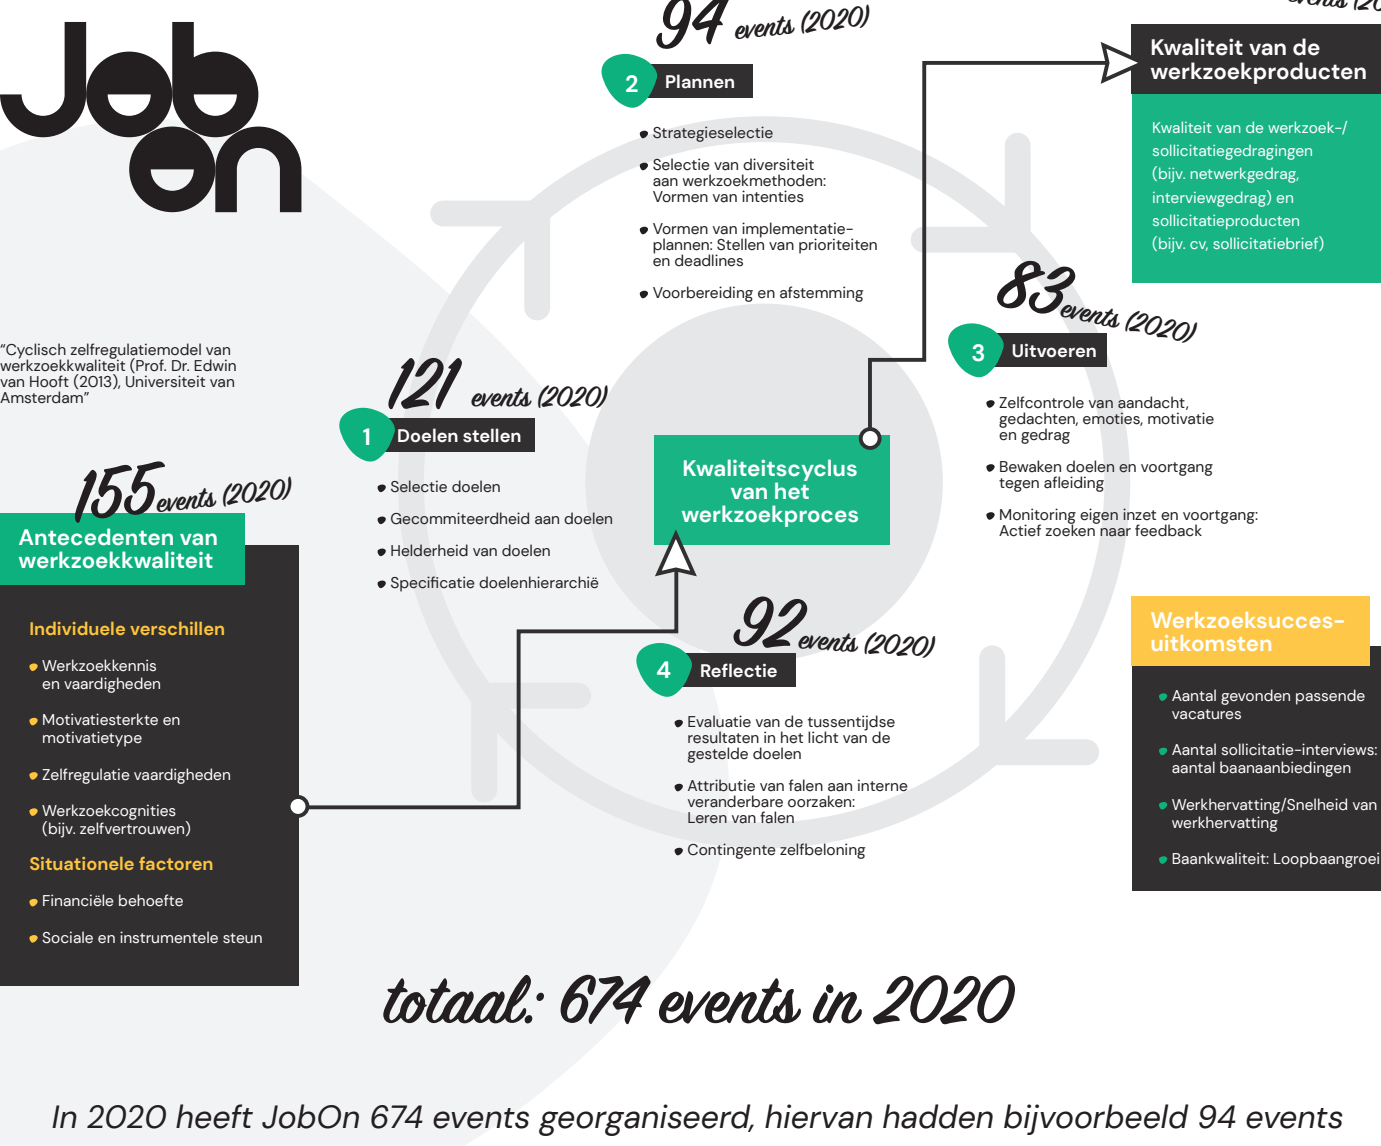 JobOn
94 events (2020)
2 Plannen
Strategieselectie
Selectie van diversiteit
aan werkzoekmethoden:
Vormen van intenties
Vormen van implementatie-
plannen: Stellen van prioriteiten
en deadlines
Voorbereiding en afstemming
Kwaliteit van de
werkzoekproducten
Kwaliteit van de werkzoek-/
sollicitatiegedragingen
(bijv. netwerkgedrag,
interviewgedrag) en
sollicitatieproducten
(bijv. cv, sollicitatiebrief)
83 events (2020)
3 Uitvoeren
Zelfcontrole van aandacht,
gedachten, emoties, motivatie
en gedrag
Bewaken doelen en voortgang
tegen afleiding
Monitoring eigen inzet en voortgang:
Actief zoeken naar feedback
“Cyclisch zelfregulatiemodel van
werkzoekkwaliteit (Prof. Dr. Edwin
van Hooft (2013), Universiteit van
Amsterdam”
121 events (2020)
1 Doelen stellen
Selectie doelen
Gecommiteerdheid aan doelen
Helderheid van doelen
Specificatie doelenhierarchië
Kwaliteitscyclus
van het
werkzoekproces
155 events (2020)
Antecedenten van
werkzoekkwaliteit
Individuele verschillen
Werkzoekkennis
en vaardigheden
Motivatiesterkte en
motivatietype
Zelfregulatie vaardigheden
Werkzoekcognities
(bijv. zelfvertrouwen)
Situationele factoren
Financiële behoefte
Sociale en instrumentele steun
92 events (2020)
4 Reflectie
Evaluatie van de tussentijdse
resultaten in het licht van de
gestelde doelen
Attributie van falen aan interne
veranderbare oorzaken:
Leren van falen
Contingente zelfbeloning
Werkzoeksucces-
uitkomsten
Aantal gevonden passende
vacatures
Aantal sollicitatie-interviews:
aantal baanaanbiedingen
Werkhervatting/Snelheid van
werkhervatting
Baankwaliteit: Loopbaangroei
totaal: 674 events in 2020
In 2020 heeft JobOn 674 events georganiseerd, hiervan hadden bijvoorbeeld 94 events